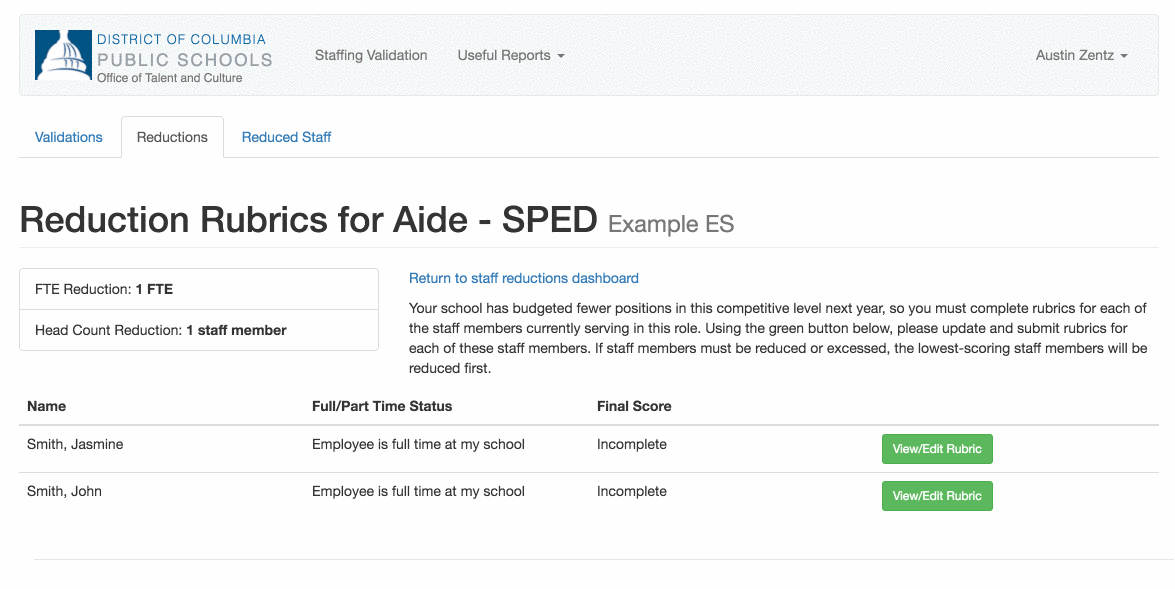 DISTRICT OF COLUMBIA
PUBLIC SCHOOLS
Office of Talent and Culture
Staffing Validation
Useful Reports
Austin Zentz
Validations
Reductions
Reduced Staff
Reduction Rubrics for Aide - SPED Example ES
FTE Reduction: 1 FTE
Head Count Reduction: 1 staff member
Return to staff reductions dashboard
Your school has budgeted fewer positions in this competitive level next year, so you must complete rubrics for each of
the staff members currently serving in this role. Using the green button below, please update and submit rubrics for
each of these staff members. If staff members must be reduced or excessed, the lowest-scoring staff members will be
reduced first.
Name Full/Part Time Status Final Score
Smith, Jasmine Employee is full time at my school Incomplete View/Edit Rubric
Smith, John Employee is full time at my school Incomplete View/Edit Rubric